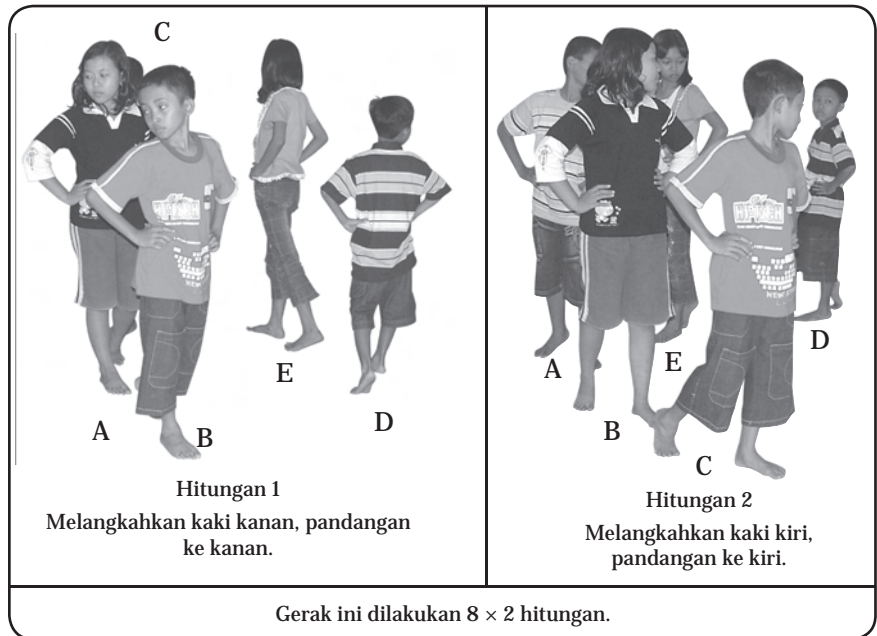 C
A
B
E
D
Hitungan 1
Melangkahkan kaki kanan, pandangan
ke kanan.
A
B
E
C
D
Hitungan 2
Melangkahkan kaki kiri,
pandangan ke kiri.
Gerak ini dilakukan 8 × 2 hitungan.